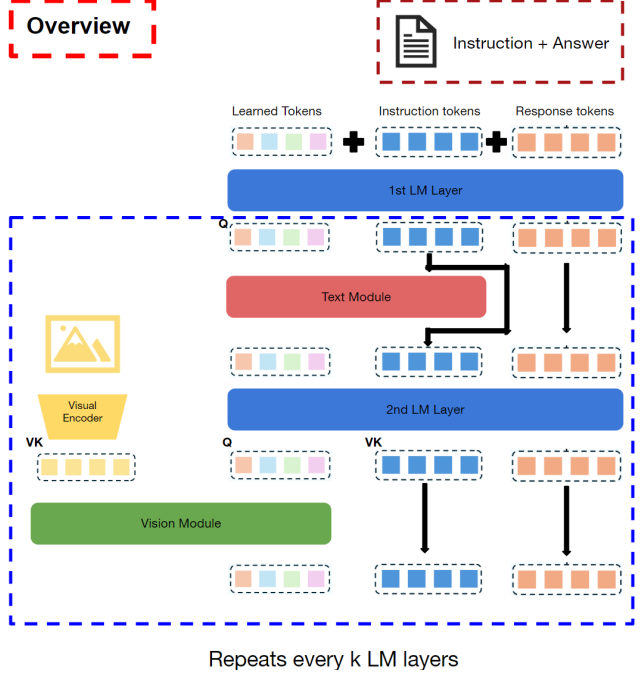 Overview
Instruction + Answer
Learned Tokens
Instruction tokens
Response tokens
1st LM Layer
Q
Text Module
2nd LM Layer
Visual
Encoder
VK
Q
VK
Vision Module
Repeats every k LM layers